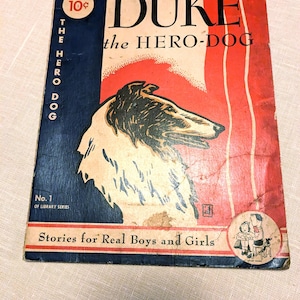 10¢
DUKE
the HERO-DOG
THE HERO DOG
No. 1
OF LIBRARY SERIES
Stories for Real Boys and Girls